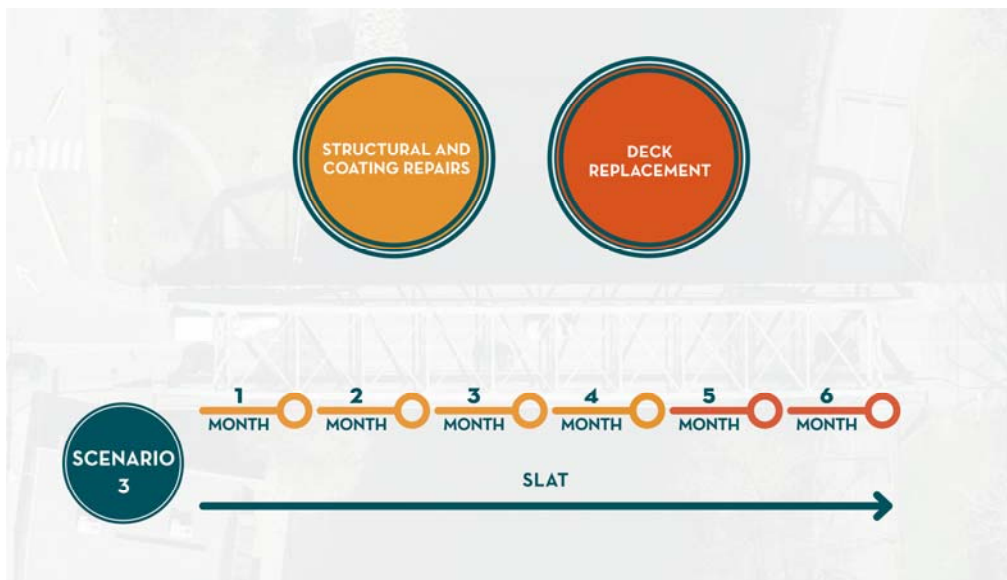 STRUCTURAL AND
COATING REPAIRS
DECK
REPLACEMENT
1
MONTH
2
MONTH
3
MONTH
4
MONTH
5
MONTH
6
MONTH
SCENARIO
3
SLAT